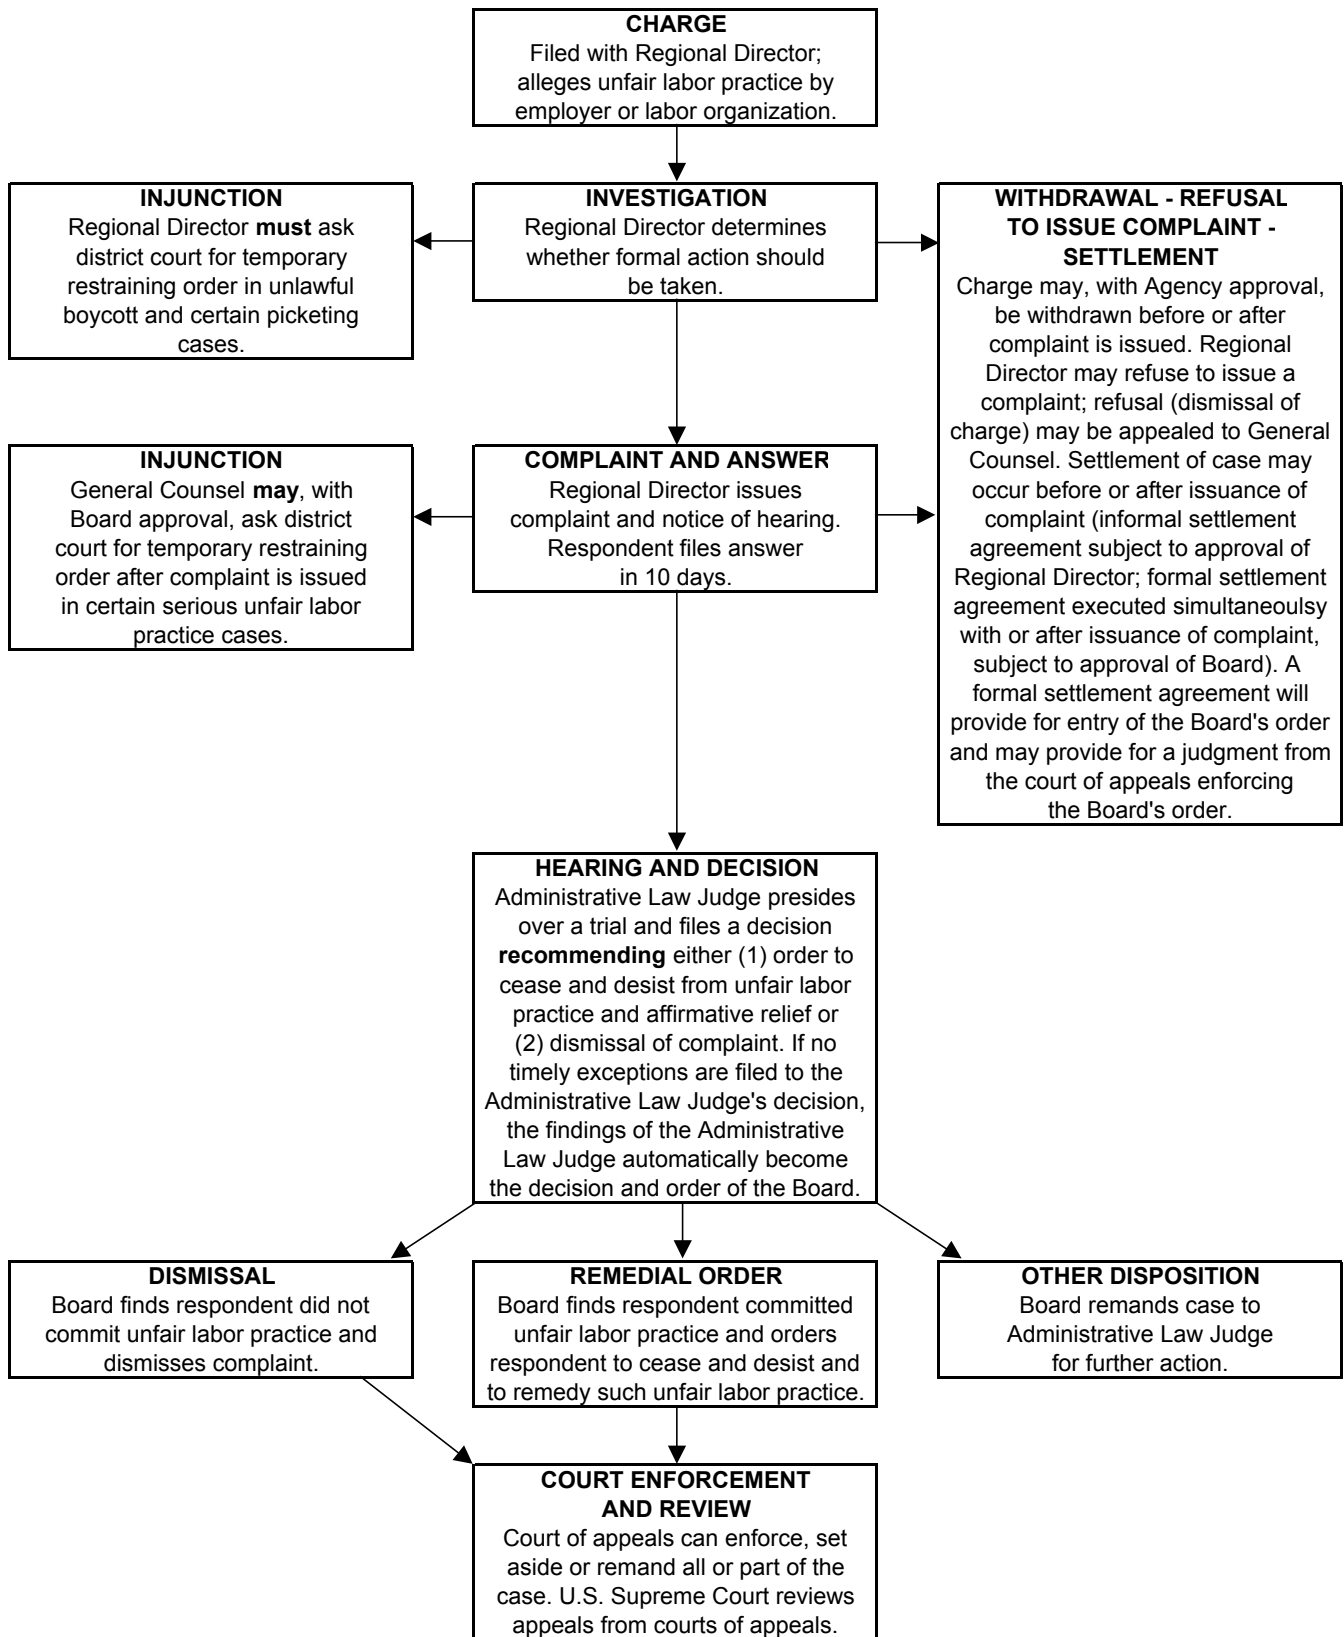 CHARGE
Filed with Regional Director;
alleges unfair labor practice by
employer or labor organization.
INJUNCTION
Regional Director must ask
district court for temporary
restraining order in unlawful
boycott and certain picketing
cases.
INVESTIGATION
Regional Director determines
whether formal action should
be taken.
WITHDRAWAL - REFUSAL
TO ISSUE COMPLAINT -
SETTLEMENT
Charge may, with Agency approval,
be withdrawn before or after
complaint is issued. Regional
Director may refuse to issue a
complaint; refusal (dismissal of
charge) may be appealed to General
Counsel. Settlement of case may
occur before or after issuance of
complaint (informal settlement
agreement subject to approval of
Regional Director; formal settlement
agreement executed simultaneoulsy
with or after issuance of complaint,
subject to approval of Board). A
formal settlement agreement will
provide for entry of the Board's order
and may provide for a judgment from
the court of appeals enforcing
the Board's order.
INJUNCTION
General Counsel may, with
Board approval, ask district
court for temporary restraining
order after complaint is issued
in certain serious unfair labor
practice cases.
COMPLAINT AND ANSWER
Regional Director issues
complaint and notice of hearing.
Respondent files answer
in 10 days.
HEARING AND DECISION
Administrative Law Judge presides
over a trial and files a decision
recommending either (1) order to
cease and desist from unfair labor
practice and affirmative relief or
(2) dismissal of complaint. If no
timely exceptions are filed to the
Administrative Law Judge's decision,
the findings of the Administrative
Law Judge automatically become
the decision and order of the Board.
DISMISSAL
Board finds respondent did not
commit unfair labor practice and
dismisses complaint.
REMEDIAL ORDER
Board finds respondent committed
unfair labor practice and orders
respondent to cease and desist and
to remedy such unfair labor practice.
OTHER DISPOSITION
Board remands case to
Administrative Law Judge
for further action.
COURT ENFORCEMENT
AND REVIEW
Court of appeals can enforce, set
aside or remand all or part of the
case. U.S. Supreme Court reviews
appeals from courts of appeals.